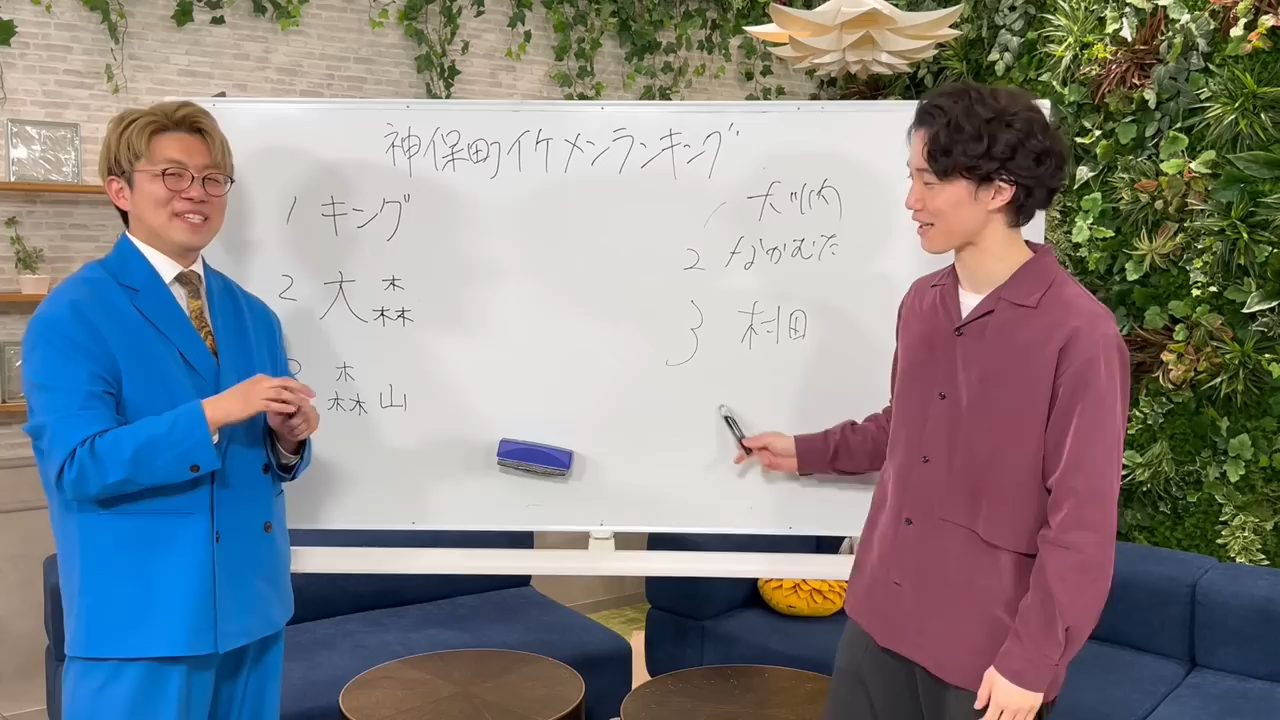 神保町イケメンランキング
1 キング
2 大森
3 森山
1 大川内
2 なかむた
3 村田